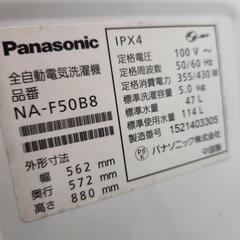 Panasonic
全自動電気洗濯機
品番
NA-F50B8
外形寸法
幅 562 mm
奥行 572 mm
高さ 880 mm
IPX4
定格電圧 100 V～
定格周波数 50/60 Hz
定格消費電力 355/430 W
標準洗濯容量 5.0 kg
標準水量 47 L
標準使用水量 114 L
製造番号 1521403305
パナソニック株式会社
中国製